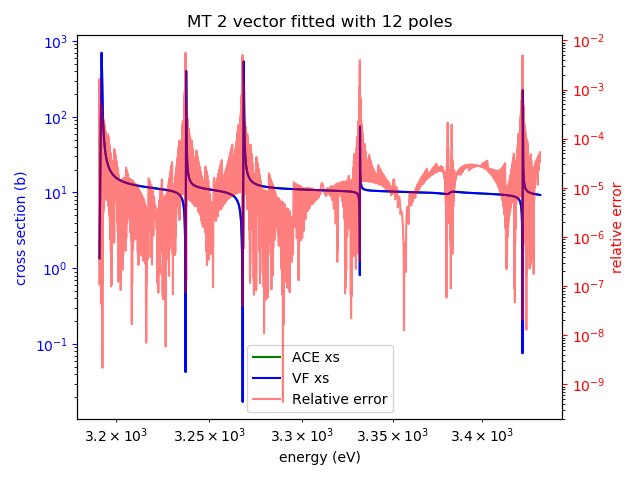 MT 2 vector fitted with 12 poles
cross section (b)
10³
10²
10¹
10⁰
10⁻¹
10⁻²
10⁻³
10⁻⁴
10⁻⁵
10⁻⁶
10⁻⁷
10⁻⁸
10⁻⁹
relative error
ACE xs
VF xs
Relative error
3.2 × 10³ 3.25 × 10³ 3.3 × 10³ 3.35 × 10³ 3.4 × 10³
energy (eV)